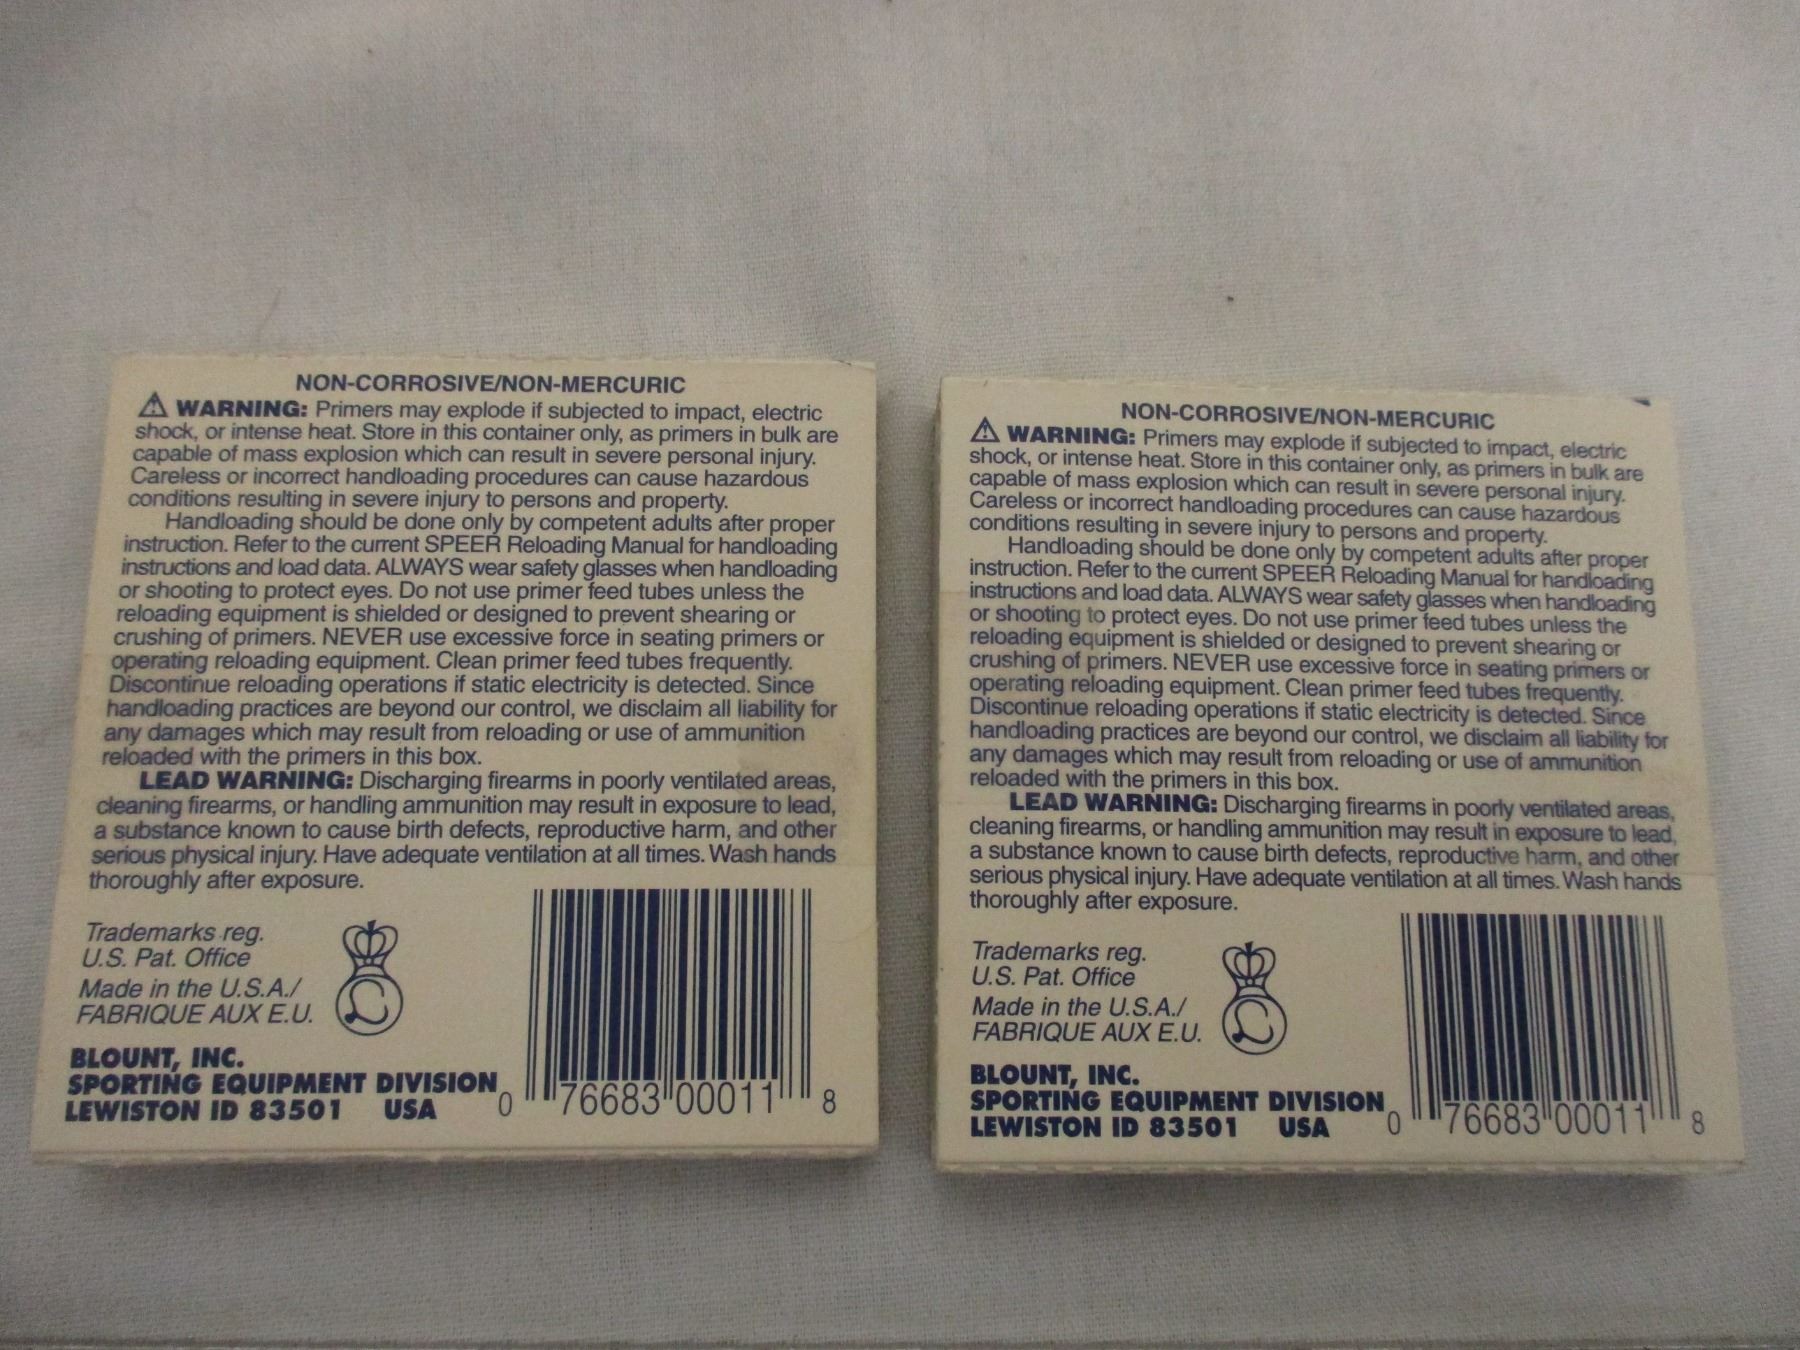 NON-CORROSIVE/NON-MERCURIC
⚠ WARNING: Primers may explode if subjected to impact, electric
shock, or intense heat. Store in this container only, as primers in bulk are
capable of mass explosion which can result in severe personal injury.
Careless or incorrect handloading procedures can cause hazardous
conditions resulting in severe injury to persons and property.
Handloading should be done only by competent adults after proper
instruction. Refer to the current SPEER Reloading Manual for handloading
instructions and load data. ALWAYS wear safety glasses when handloading
or shooting to protect eyes. Do not use primer feed tubes unless the
reloading equipment is shielded or designed to prevent shearing or
crushing of primers. NEVER use excessive force in seating primers or
operating reloading equipment. Clean primer feed tubes frequently.
Discontinue reloading operations if static electricity is detected. Since
handloading practices are beyond our control, we disclaim all liability for
any damages which may result from reloading or use of ammunition
reloaded with the primers in this box.
LEAD WARNING: Discharging firearms in poorly ventilated areas,
cleaning firearms, or handling ammunition may result in exposure to lead,
a substance known to cause birth defects, reproductive harm, and other
serious physical injury. Have adequate ventilation at all times. Wash hands
thoroughly after exposure.
Trademarks reg.
U.S. Pat. Office
Made in the U.S.A./
FABRIQUE AUX E.U.
BLOUNT, INC.
SPORTING EQUIPMENT DIVISION
LEWISTON ID 83501 USA
0 76683 00011 8
NON-CORROSIVE/NON-MERCURIC
⚠ WARNING: Primers may explode if subjected to impact, electric
shock, or intense heat. Store in this container only, as primers in bulk are
capable of mass explosion which can result in severe personal injury.
Careless or incorrect handloading procedures can cause hazardous
conditions resulting in severe injury to persons and property.
Handloading should be done only by competent adults after proper
instruction. Refer to the current SPEER Reloading Manual for handloading
instructions and load data. ALWAYS wear safety glasses when handloading
or shooting to protect eyes. Do not use primer feed tubes unless the
reloading equipment is shielded or designed to prevent shearing or
crushing of primers. NEVER use excessive force in seating primers or
operating reloading equipment. Clean primer feed tubes frequently.
Discontinue reloading operations if static electricity is detected. Since
handloading practices are beyond our control, we disclaim all liability for
any damages which may result from reloading or use of ammunition
reloaded with the primers in this box.
LEAD WARNING: Discharging firearms in poorly ventilated areas,
cleaning firearms, or handling ammunition may result in exposure to lead,
a substance known to cause birth defects, reproductive harm, and other
serious physical injury. Have adequate ventilation at all times. Wash hands
thoroughly after exposure.
Trademarks reg.
U.S. Pat. Office
Made in the U.S.A./
FABRIQUE AUX E.U.
BLOUNT, INC.
SPORTING EQUIPMENT DIVISION
LEWISTON ID 83501 USA
0 76683 00011 8